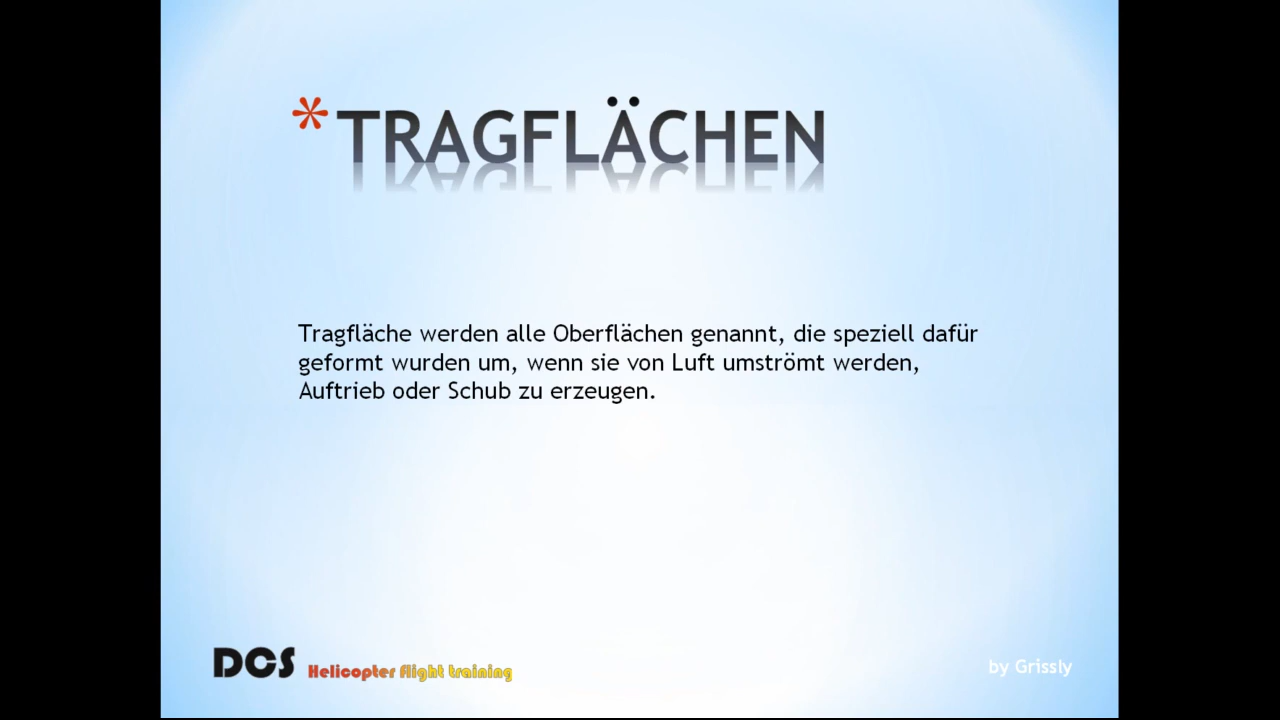 * TRAGFLÄCHEN
Tragfläche werden alle Oberflächen genannt, die speziell dafür
geformt wurden um, wenn sie von Luft umströmt werden,
Auftrieb oder Schub zu erzeugen.
DCS Helicopter flight training
by Grissly